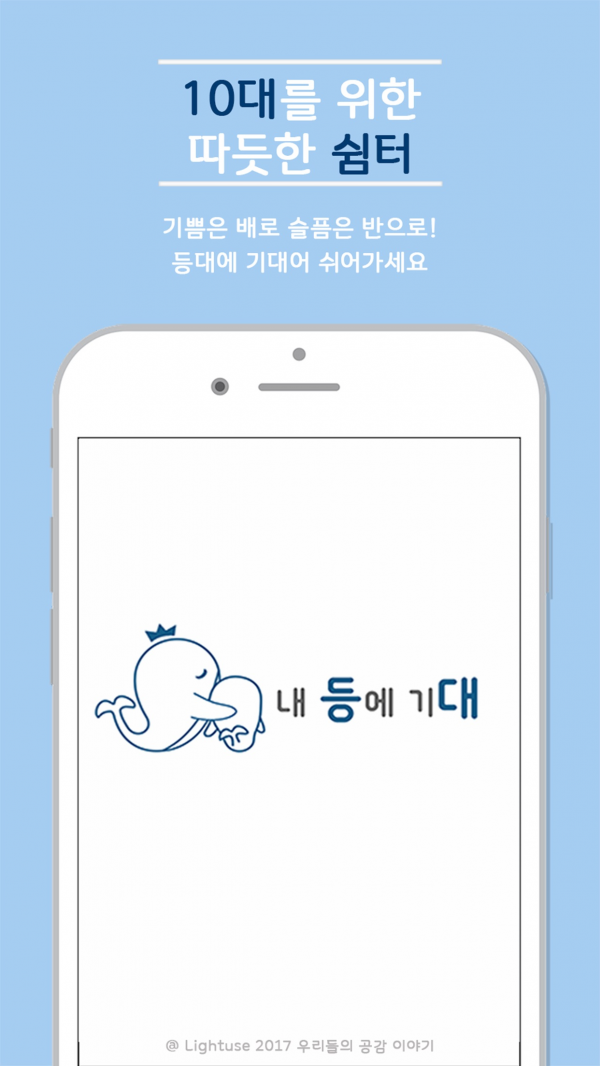 10대를 위한
따듯한 쉼터
기쁨은 배로 슬픔은 반으로!
등대에 기대어 쉬어가세요
내 등에 기대
@ Lightuse 2017 우리들의 공감 이야기